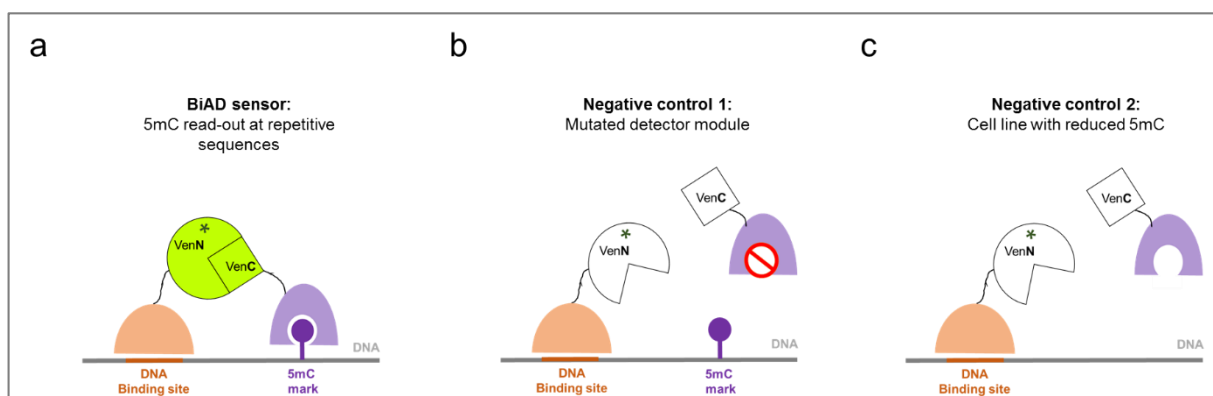 a
BiAD sensor:
5mC read-out at repetitive
sequences
VenN
*
VenC
DNA
DNA
Binding site
5mC
mark
b
Negative control 1:
Mutated detector module
VenC
*
VenN
DNA
DNA
Binding site
5mC
mark
c
Negative control 2:
Cell line with reduced 5mC
VenC
*
VenN
DNA
DNA
Binding site